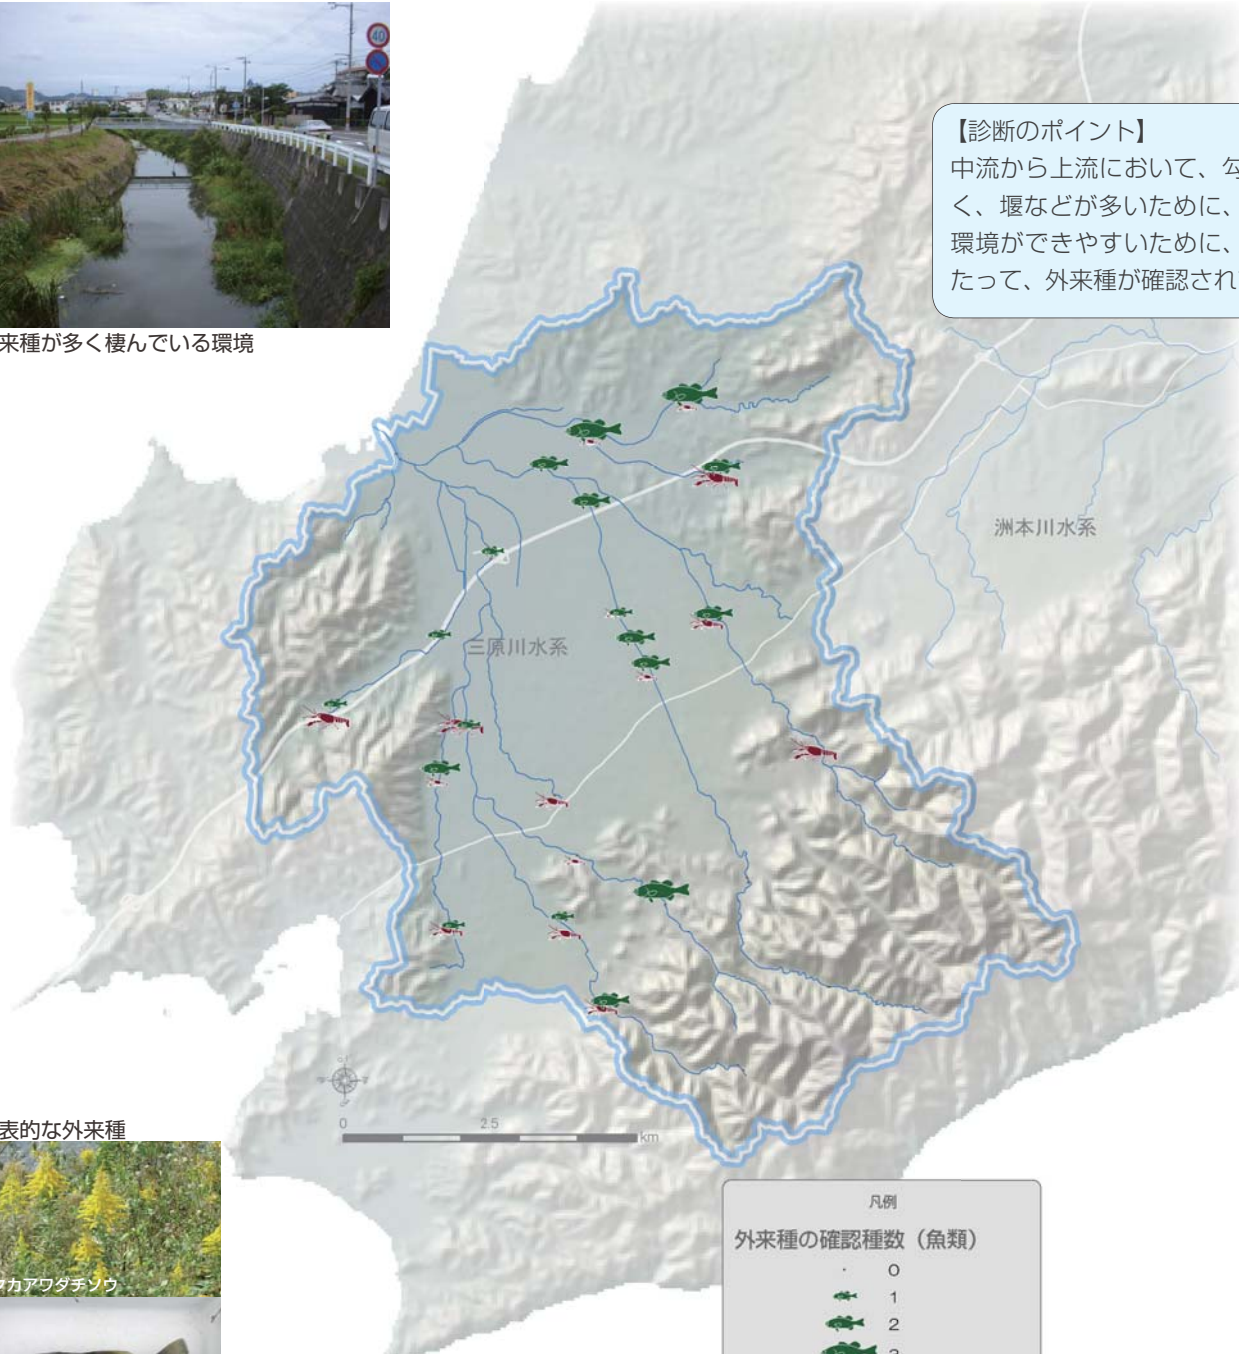 40
【診断のポイント】
中流から上流において、勾
く、堰などが多いために、
環境ができやすいために、
たって、外来種が確認され
来種が多く棲んでいる環境
洲本川水系
三原川水系
0 2.5 km
表的な外来種
タカアワダチソウ
凡例
外来種の確認種数（魚類）
0
1
2
3